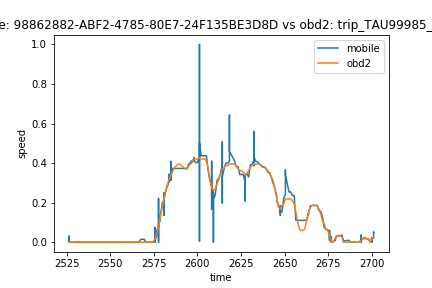 e: 98862882-ABF2-4785-80E7-24F135BE3D8D vs obd2: trip_TAU99985_
mobile
obd2
1.0
0.8
0.6
0.4
0.2
0.0
speed
2525 2550 2575 2600 2625 2650 2675 2700
time